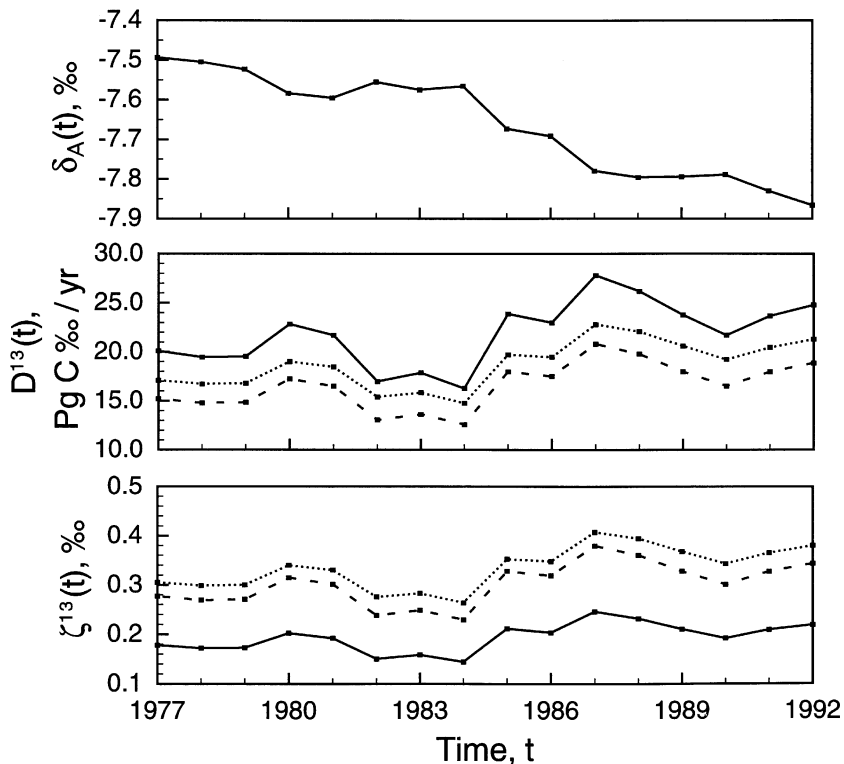 -7.4
-7.5
-7.6
-7.7
-7.8
-7.9
δA(t), ‰
30.0
25.0
20.0
15.0
10.0
D¹³(t),
Pg C ‰ / yr
0.5
0.4
0.3
0.2
0.1
ζ¹³(t), ‰
1977 1980 1983 1986 1989 1992
Time, t